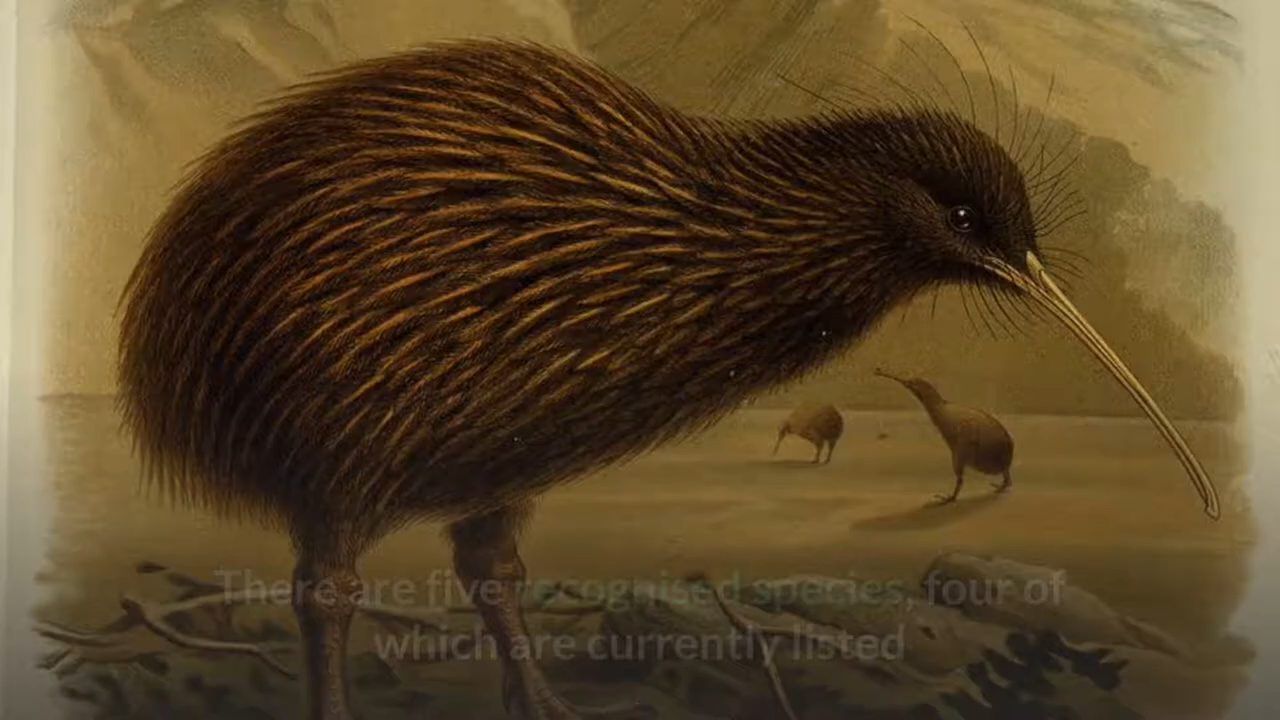 There are five recognised species, four of
which are currently listed